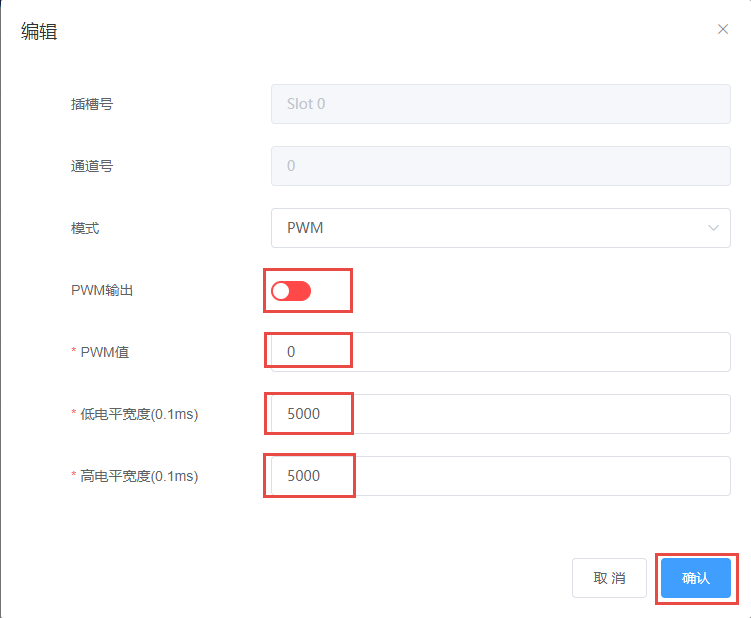 编辑
插槽号 Slot 0
通道号 0
模式 PWM
PWM输出
* PWM值 0
* 低电平宽度(0.1ms) 5000
* 高电平宽度(0.1ms) 5000
取 消 确认